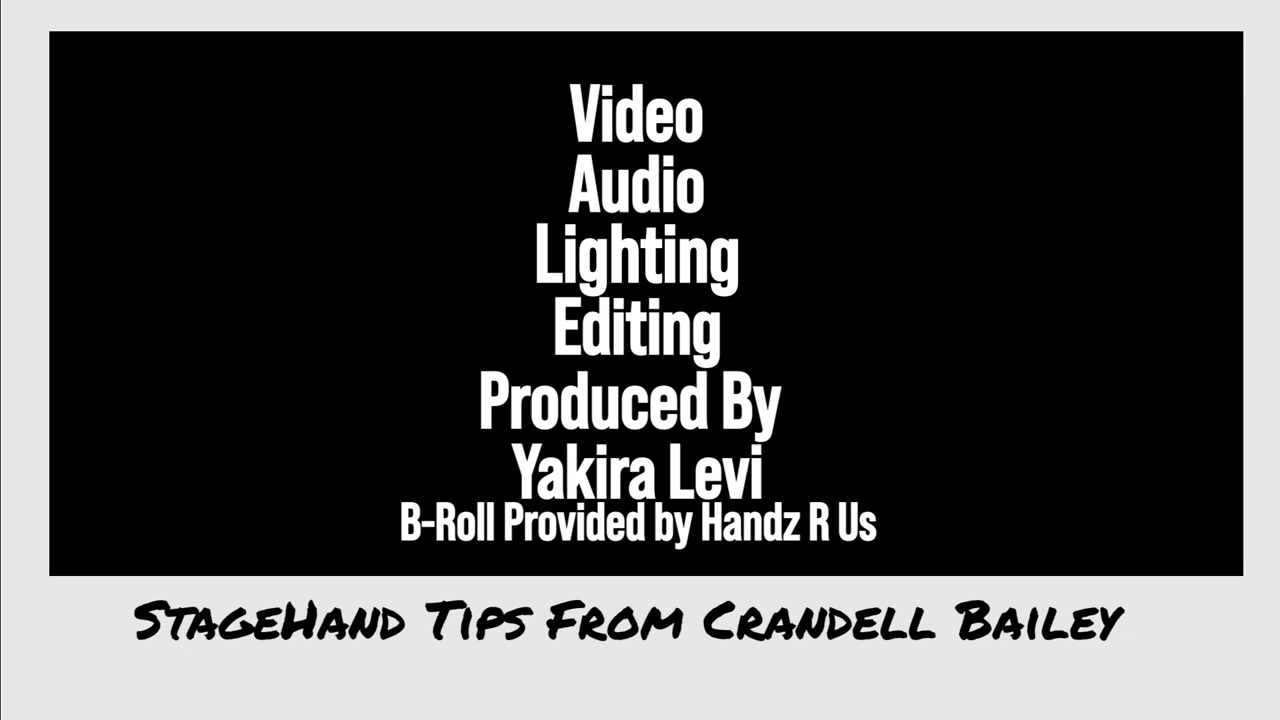 Video
Audio
Lighting
Editing
Produced By
Yakira Levi
B-Roll Provided by Handz R Us
StageHand Tips From Crandell Bailey